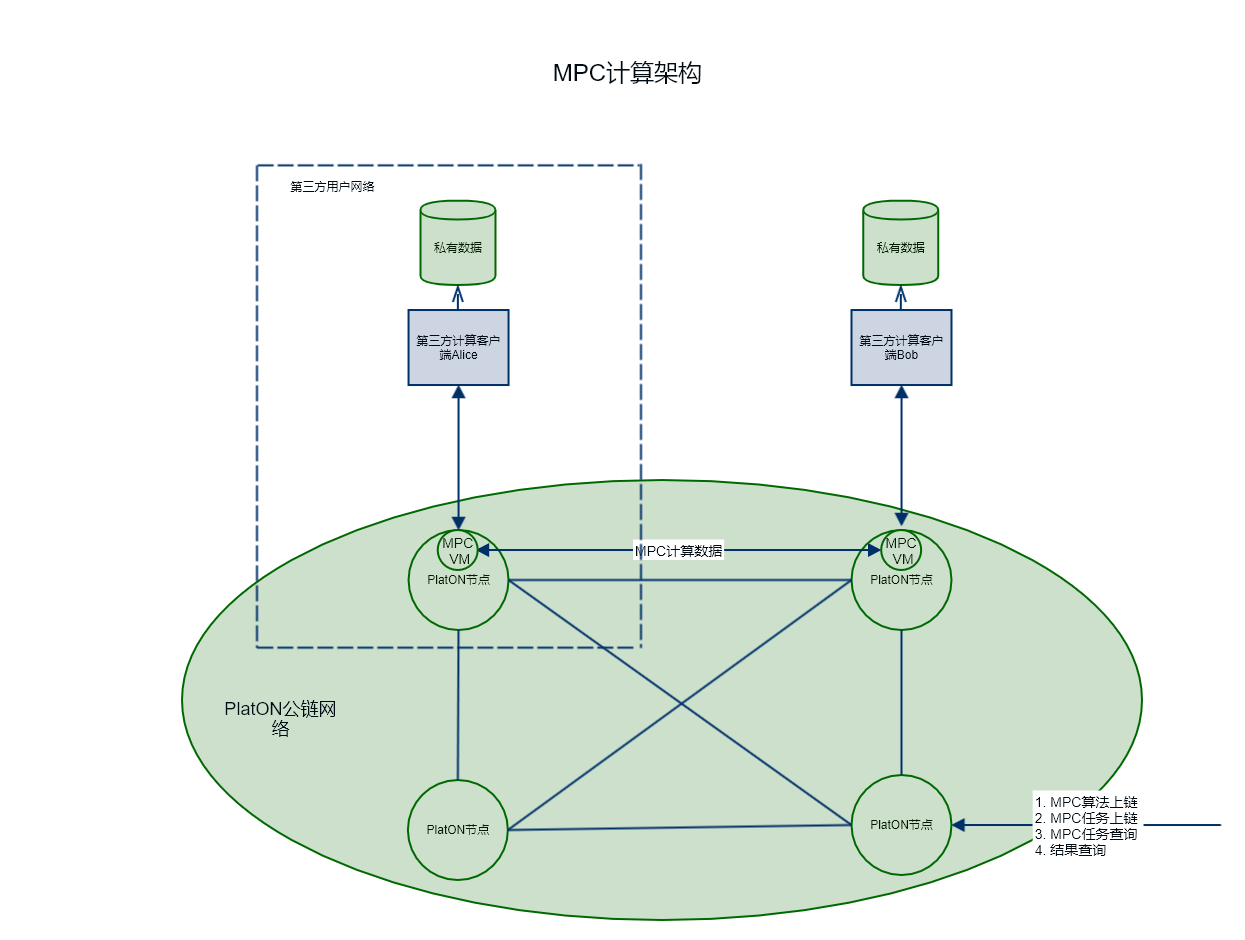 MPC计算架构
第三方用户网络
私有数据
私有数据
第三方计算客户
端Alice
第三方计算客户
端Bob
MPC
VM
PlatON节点
MPC计算数据
MPC
VM
PlatON节点
PlatON公链网
络
PlatON节点
PlatON节点
1. MPC算法上链
2. MPC任务上链
3. MPC任务查询
4. 结果查询